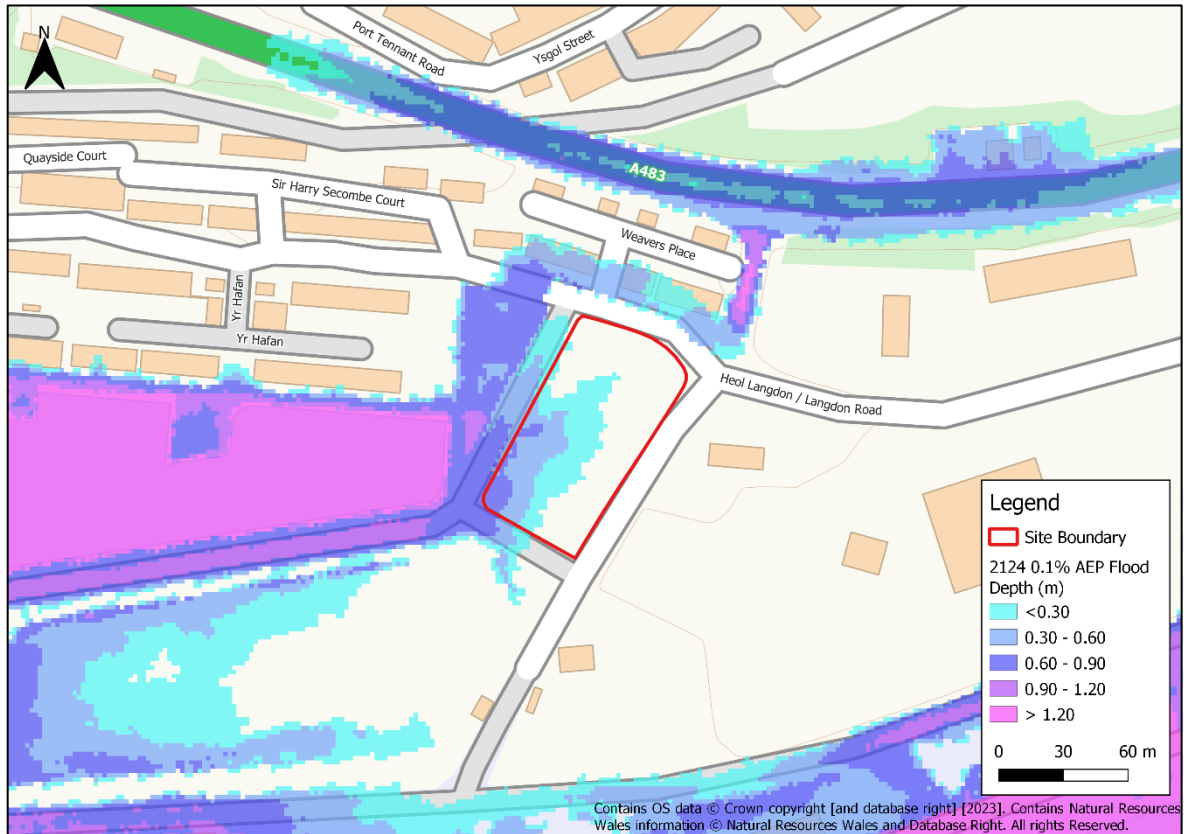 N
Port Tennant Road
Ysgol Street
Quayside Court
Sir Harry Secombe Court
A483
Weavers Place
Yr Hafan
Yr Hafan
Heol Langdon / Langdon Road
Legend
Site Boundary
2124 0.1% AEP Flood
Depth (m)
<0.30
0.30 - 0.60
0.60 - 0.90
0.90 - 1.20
> 1.20
0 30 60 m
Contains OS data © Crown copyright [and database right] [2023]. Contains Natural Resources
Wales information © Natural Resources Wales and Database Right. All rights Reserved.